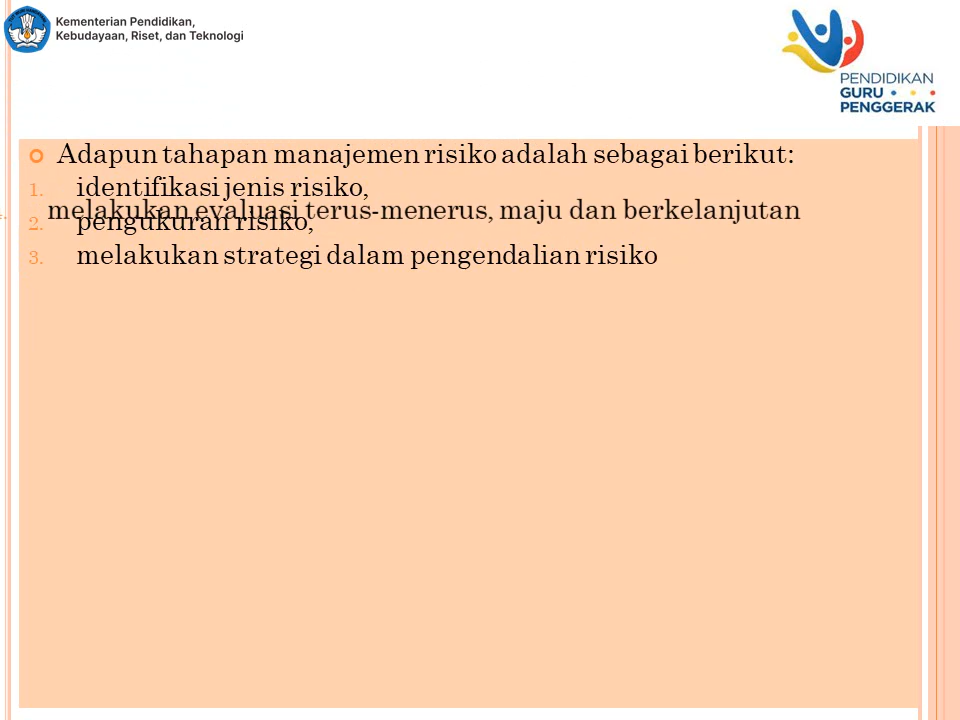 Kementerian Pendidikan,
Kebudayaan, Riset, dan Teknologi
PENDIDIKAN
GURU
PENGGERAK
Adapun tahapan manajemen risiko adalah sebagai berikut:
1. identifikasi jenis risiko,
melakukan evaluasi terus-menerus, maju dan berkelanjutan
2. pengukuran risiko,
3. melakukan strategi dalam pengendalian risiko